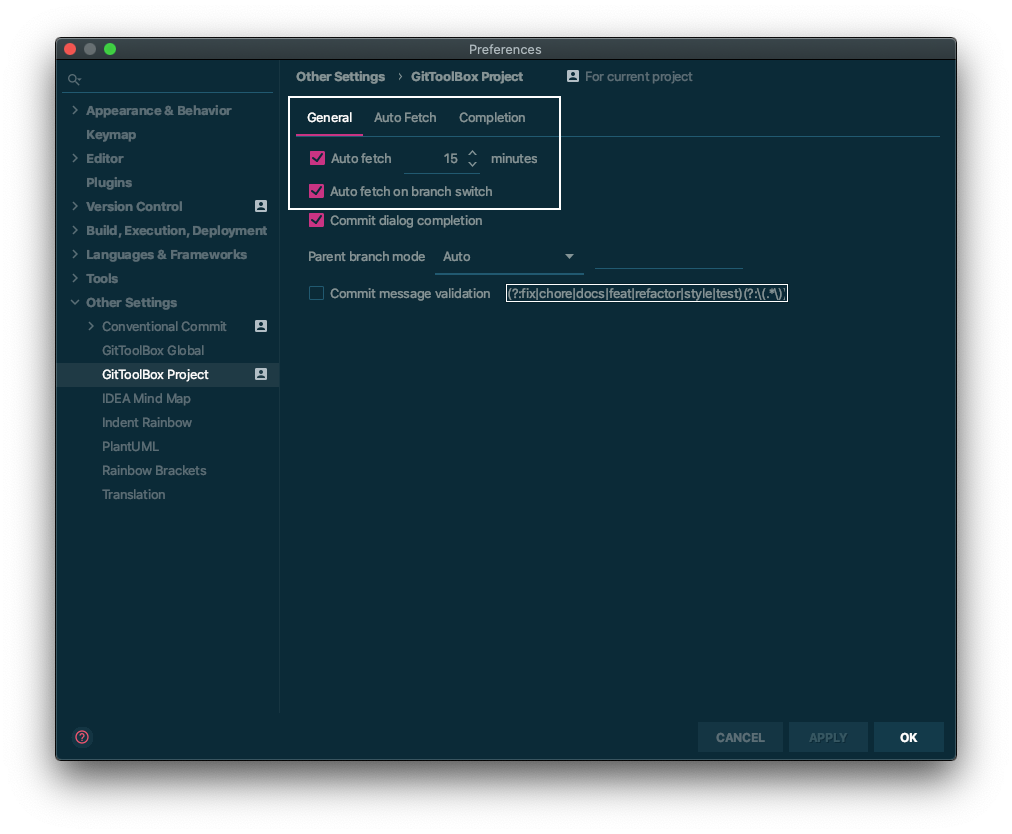 Preferences
Other Settings › GitToolBox Project For current project
Appearance & Behavior
Keymap
Editor
Plugins
Version Control
Build, Execution, Deployment
Languages & Frameworks
Tools
Other Settings
Conventional Commit
GitToolBox Global
GitToolBox Project
IDEA Mind Map
Indent Rainbow
PlantUML
Rainbow Brackets
Translation
General Auto Fetch Completion
Auto fetch 15 minutes
Auto fetch on branch switch
Commit dialog completion
Parent branch mode Auto
Commit message validation (?:fix|chore|docs|feat|refactor|style|test)(?:\(.*\)
? CANCEL APPLY OK